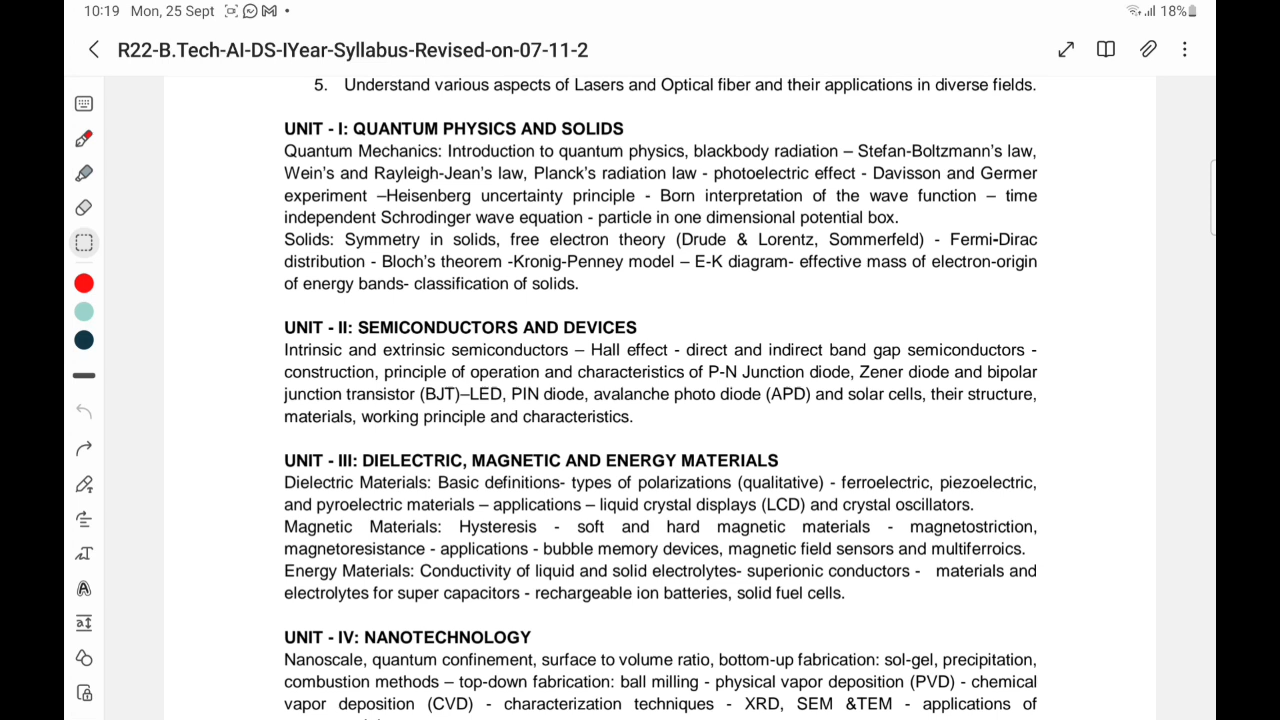 10:19 Mon, 25 Sept
18%
R22-B.Tech-AI-DS-IYear-Syllabus-Revised-on-07-11-2
5. Understand various aspects of Lasers and Optical fiber and their applications in diverse fields.
UNIT - I: QUANTUM PHYSICS AND SOLIDS
Quantum Mechanics: Introduction to quantum physics, blackbody radiation – Stefan-Boltzmann's law,
Wein's and Rayleigh-Jean's law, Planck's radiation law - photoelectric effect - Davisson and Germer
experiment –Heisenberg uncertainty principle - Born interpretation of the wave function – time
independent Schrodinger wave equation - particle in one dimensional potential box.
Solids: Symmetry in solids, free electron theory (Drude & Lorentz, Sommerfeld) - Fermi-Dirac
distribution - Bloch's theorem -Kronig-Penney model – E-K diagram- effective mass of electron-origin
of energy bands- classification of solids.
UNIT - II: SEMICONDUCTORS AND DEVICES
Intrinsic and extrinsic semiconductors – Hall effect - direct and indirect band gap semiconductors -
construction, principle of operation and characteristics of P-N Junction diode, Zener diode and bipolar
junction transistor (BJT)–LED, PIN diode, avalanche photo diode (APD) and solar cells, their structure,
materials, working principle and characteristics.
UNIT - III: DIELECTRIC, MAGNETIC AND ENERGY MATERIALS
Dielectric Materials: Basic definitions- types of polarizations (qualitative) - ferroelectric, piezoelectric,
and pyroelectric materials – applications – liquid crystal displays (LCD) and crystal oscillators.
Magnetic Materials: Hysteresis - soft and hard magnetic materials - magnetostriction,
magnetoresistance - applications - bubble memory devices, magnetic field sensors and multiferroics.
Energy Materials: Conductivity of liquid and solid electrolytes- superionic conductors - materials and
electrolytes for super capacitors - rechargeable ion batteries, solid fuel cells.
UNIT - IV: NANOTECHNOLOGY
Nanoscale, quantum confinement, surface to volume ratio, bottom-up fabrication: sol-gel, precipitation,
combustion methods – top-down fabrication: ball milling - physical vapor deposition (PVD) - chemical
vapor deposition (CVD) - characterization techniques - XRD, SEM &TEM - applications of